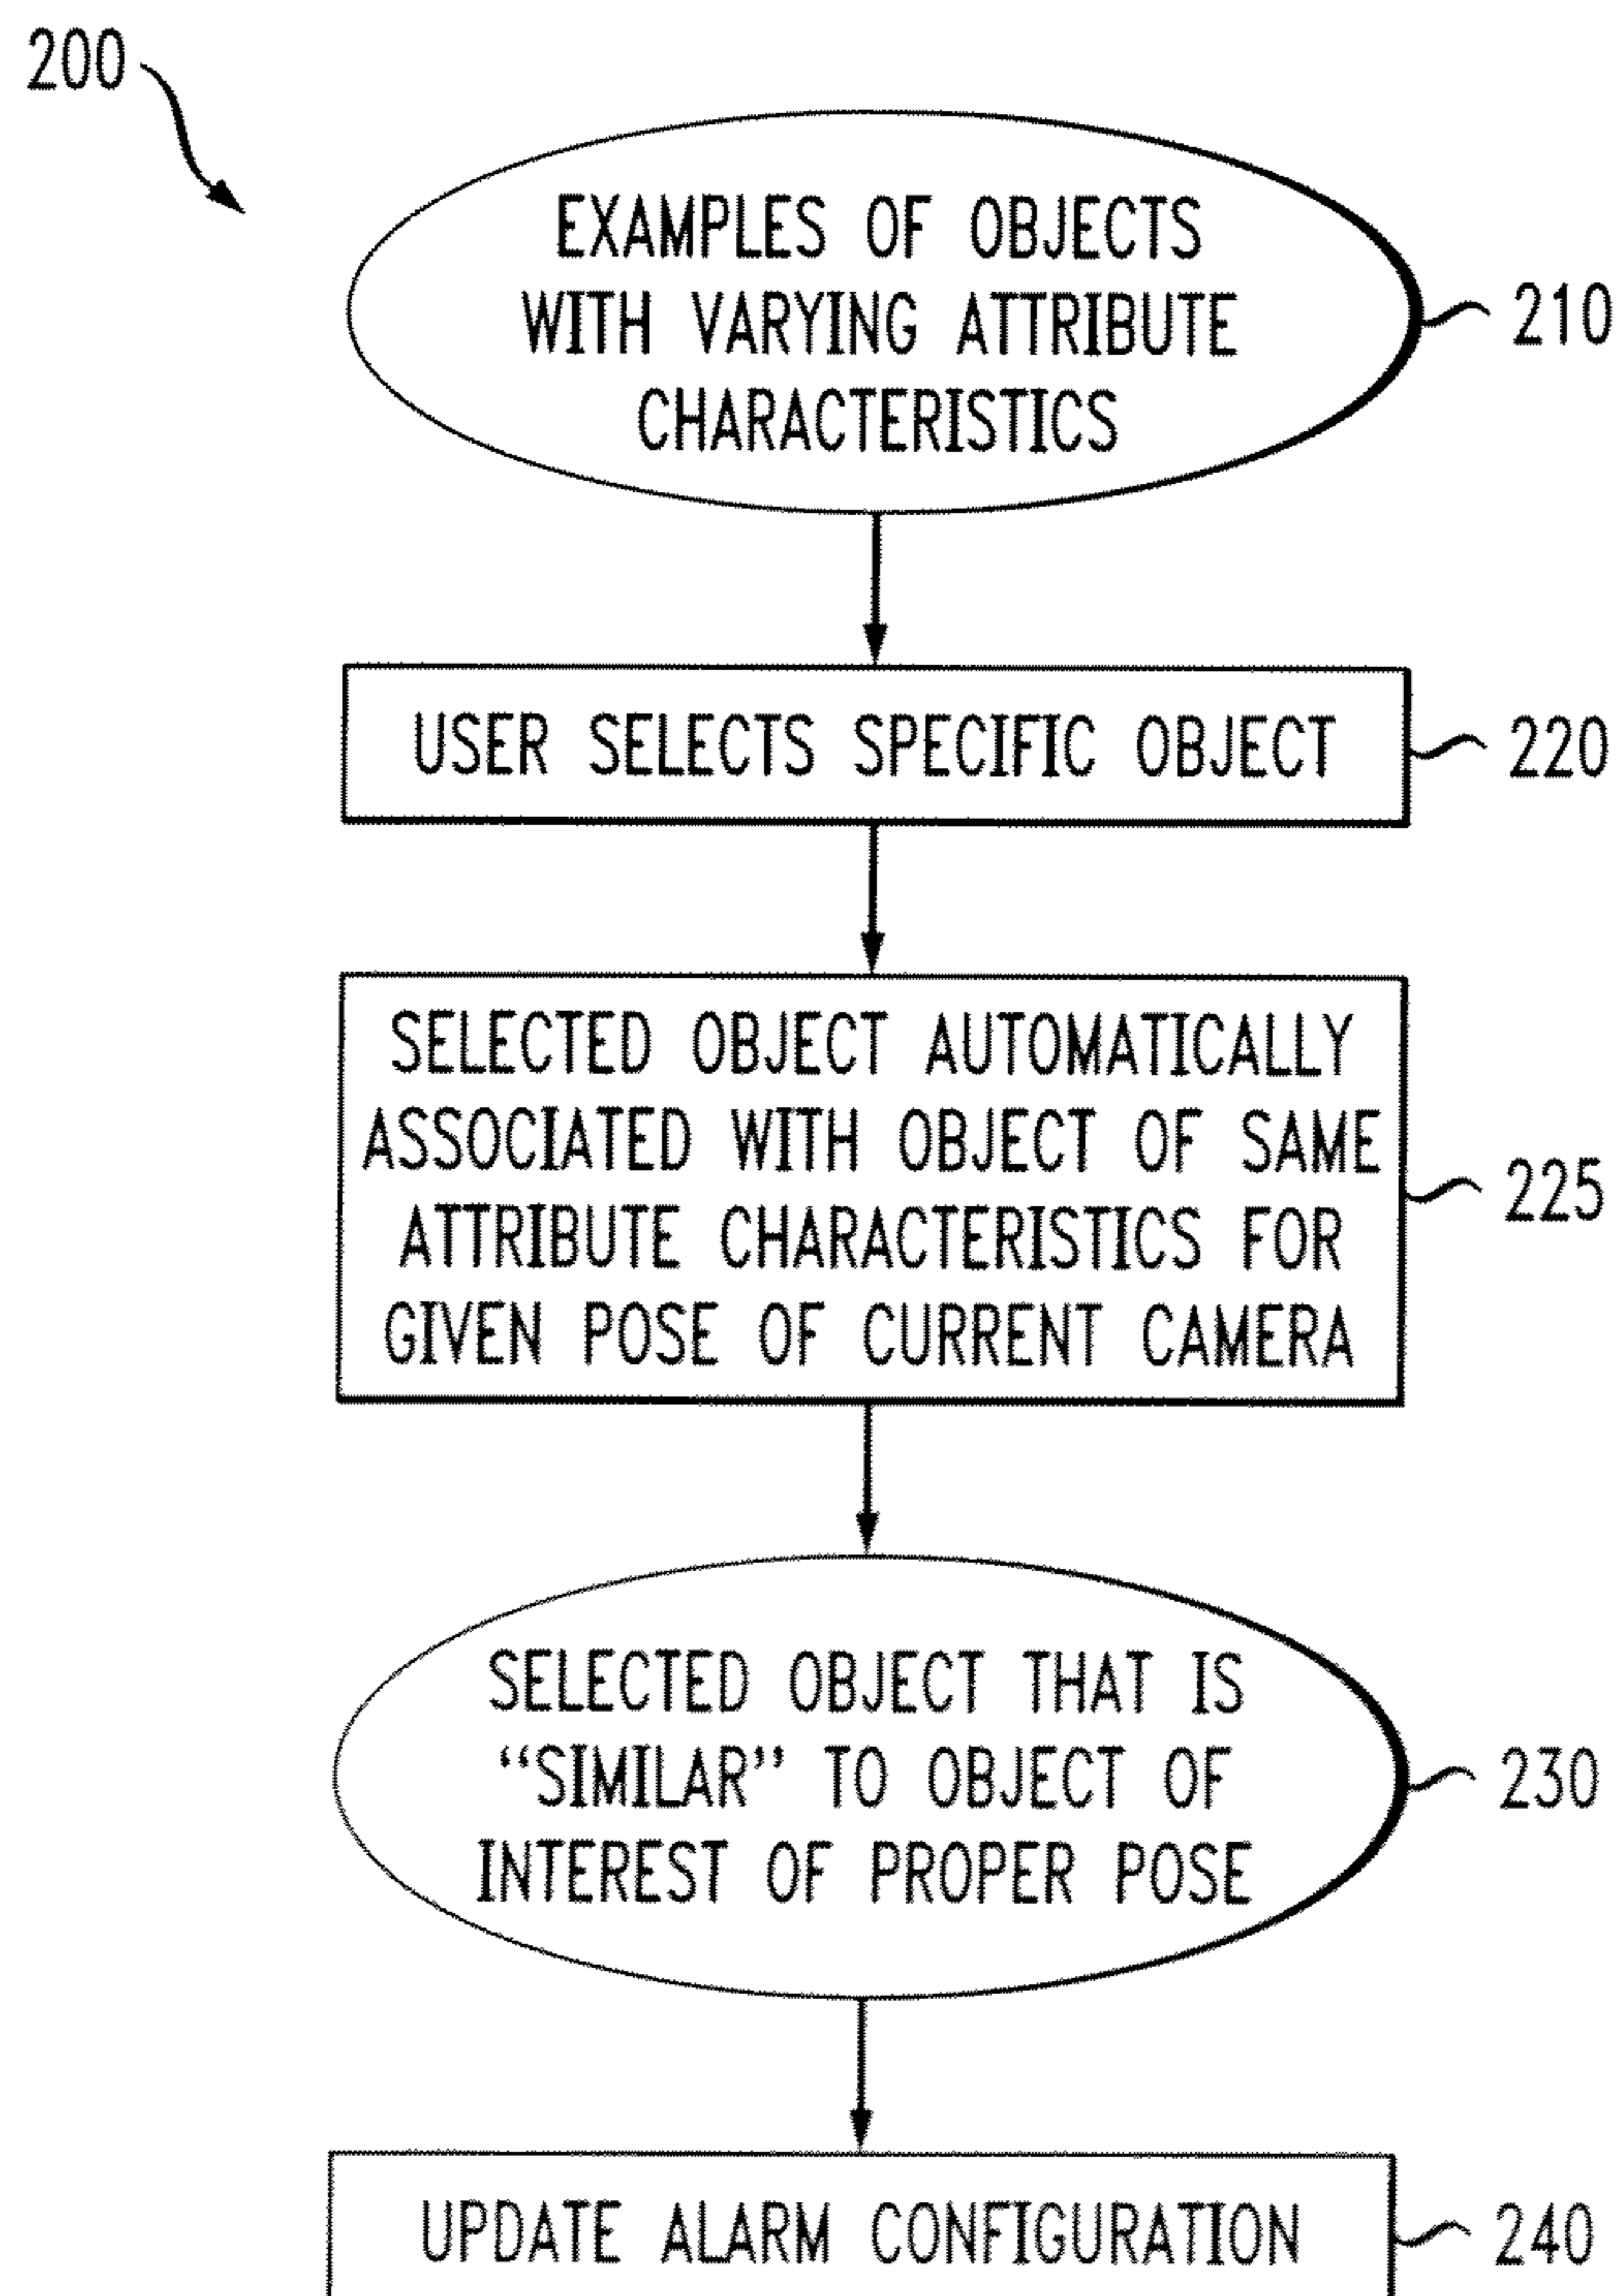 200
EXAMPLES OF OBJECTS
WITH VARYING ATTRIBUTE
CHARACTERISTICS
210
USER SELECTS SPECIFIC OBJECT
220
SELECTED OBJECT AUTOMATICALLY
ASSOCIATED WITH OBJECT OF SAME
ATTRIBUTE CHARACTERISTICS FOR
GIVEN POSE OF CURRENT CAMERA
225
SELECTED OBJECT THAT IS
“SIMILAR” TO OBJECT OF
INTEREST OF PROPER POSE
230
UPDATE ALARM CONFIGURATION
240